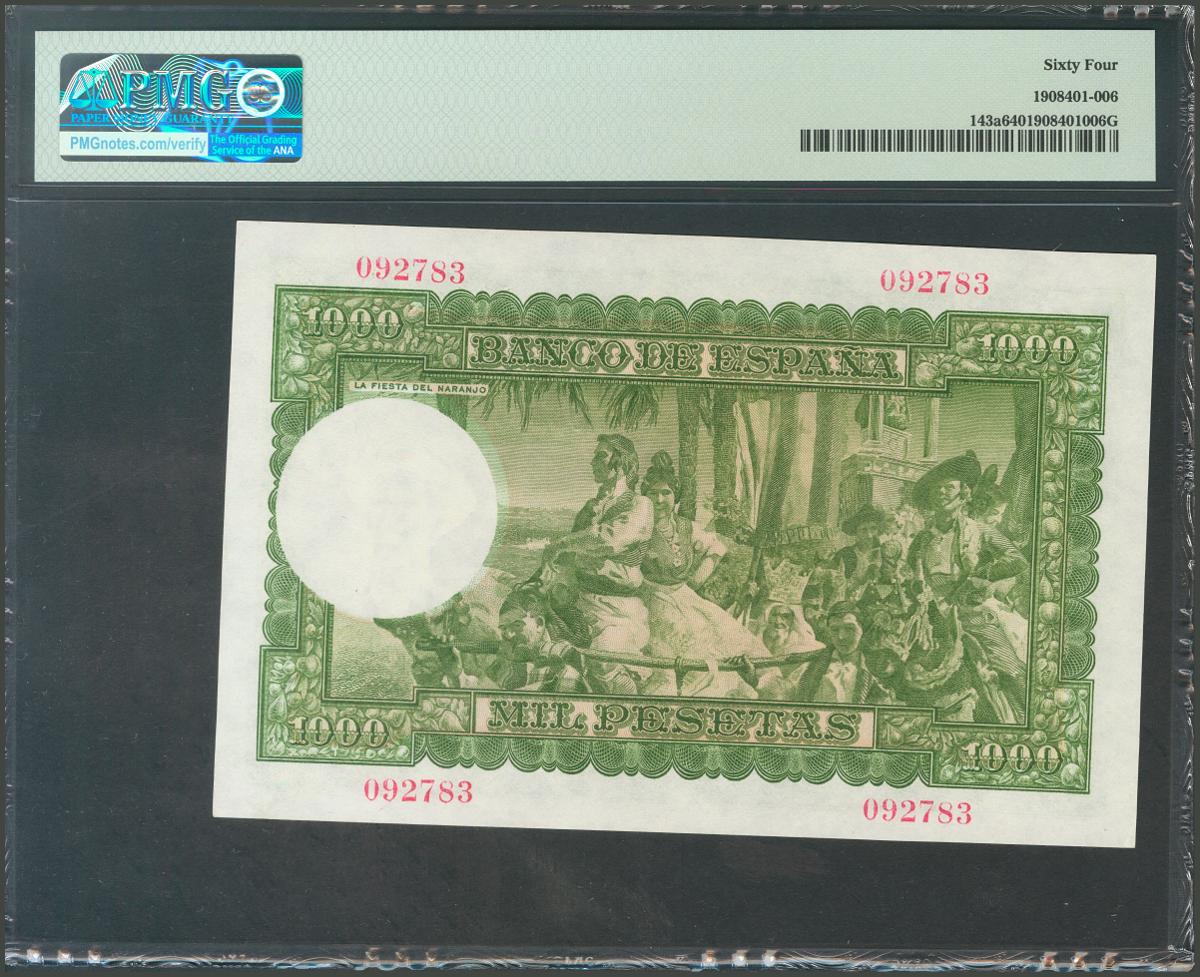 PMG
PAPER MONEY GUARANTY
PMGnotes.com/verify
The Official Grading
Service of the ANA
Sixty Four
1908401-006
143a6401908401006G
092783 092783
1000 1000
BANCO DE ESPAÑA
LA FIESTA DEL NARANJO
MIL PESETAS
1000 1000
092783 092783